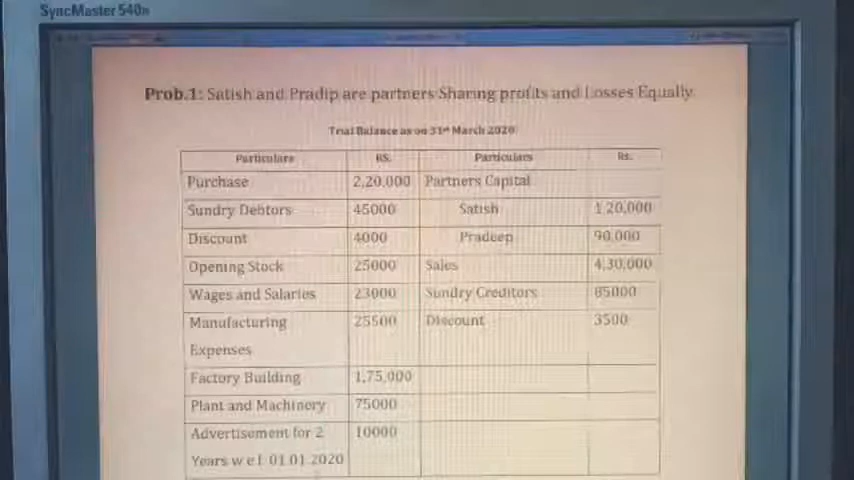 SyncMaster 540n
Prob.1: Satish and Pradip are partners Sharing profits and Losses Equally.
Trial Balance as on 31st March 2020
Particulars RS. Particulars Rs.
Purchase 2,20,000 Partners Capital
Sundry Debtors 45000 Satish 1,20,000
Discount 4000 Pradeep 90,000
Opening Stock 25000 Sales 4,30,000
Wages and Salaries 23000 Sundry Creditors 85000
Manufacturing 25500 Discount 3500
Expenses
Factory Building 1,75,000
Plant and Machinery 75000
Advertisement for 2 10000
Years w e f 01 01 2020